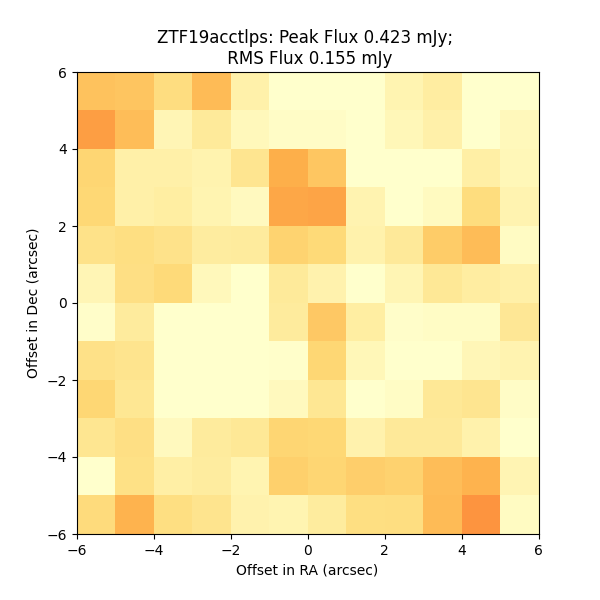 ZTF19acctlps: Peak Flux 0.423 mJy;
RMS Flux 0.155 mJy
6
4
2
0
−2
−4
−6
Offset in Dec (arcsec)
−6 −4 −2 0 2 4 6
Offset in RA (arcsec)